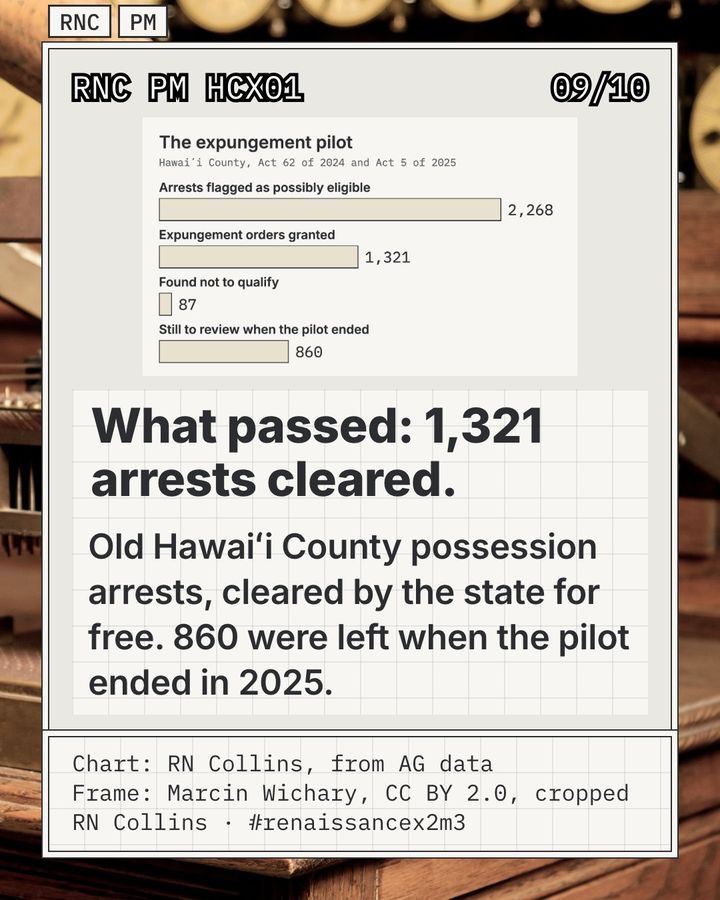 RNC PM
RNC PM HCX01 09/10
The expungement pilot
Hawaiʻi County, Act 62 of 2024 and Act 5 of 2025
Arrests flagged as possibly eligible
2,268
Expungement orders granted
1,321
Found not to qualify
87
Still to review when the pilot ended
860
What passed: 1,321
arrests cleared.
Old Hawaiʻi County possession
arrests, cleared by the state for
free. 860 were left when the pilot
ended in 2025.
Chart: RN Collins, from AG data
Frame: Marcin Wichary, CC BY 2.0, cropped
RN Collins · #renaissancex2m3